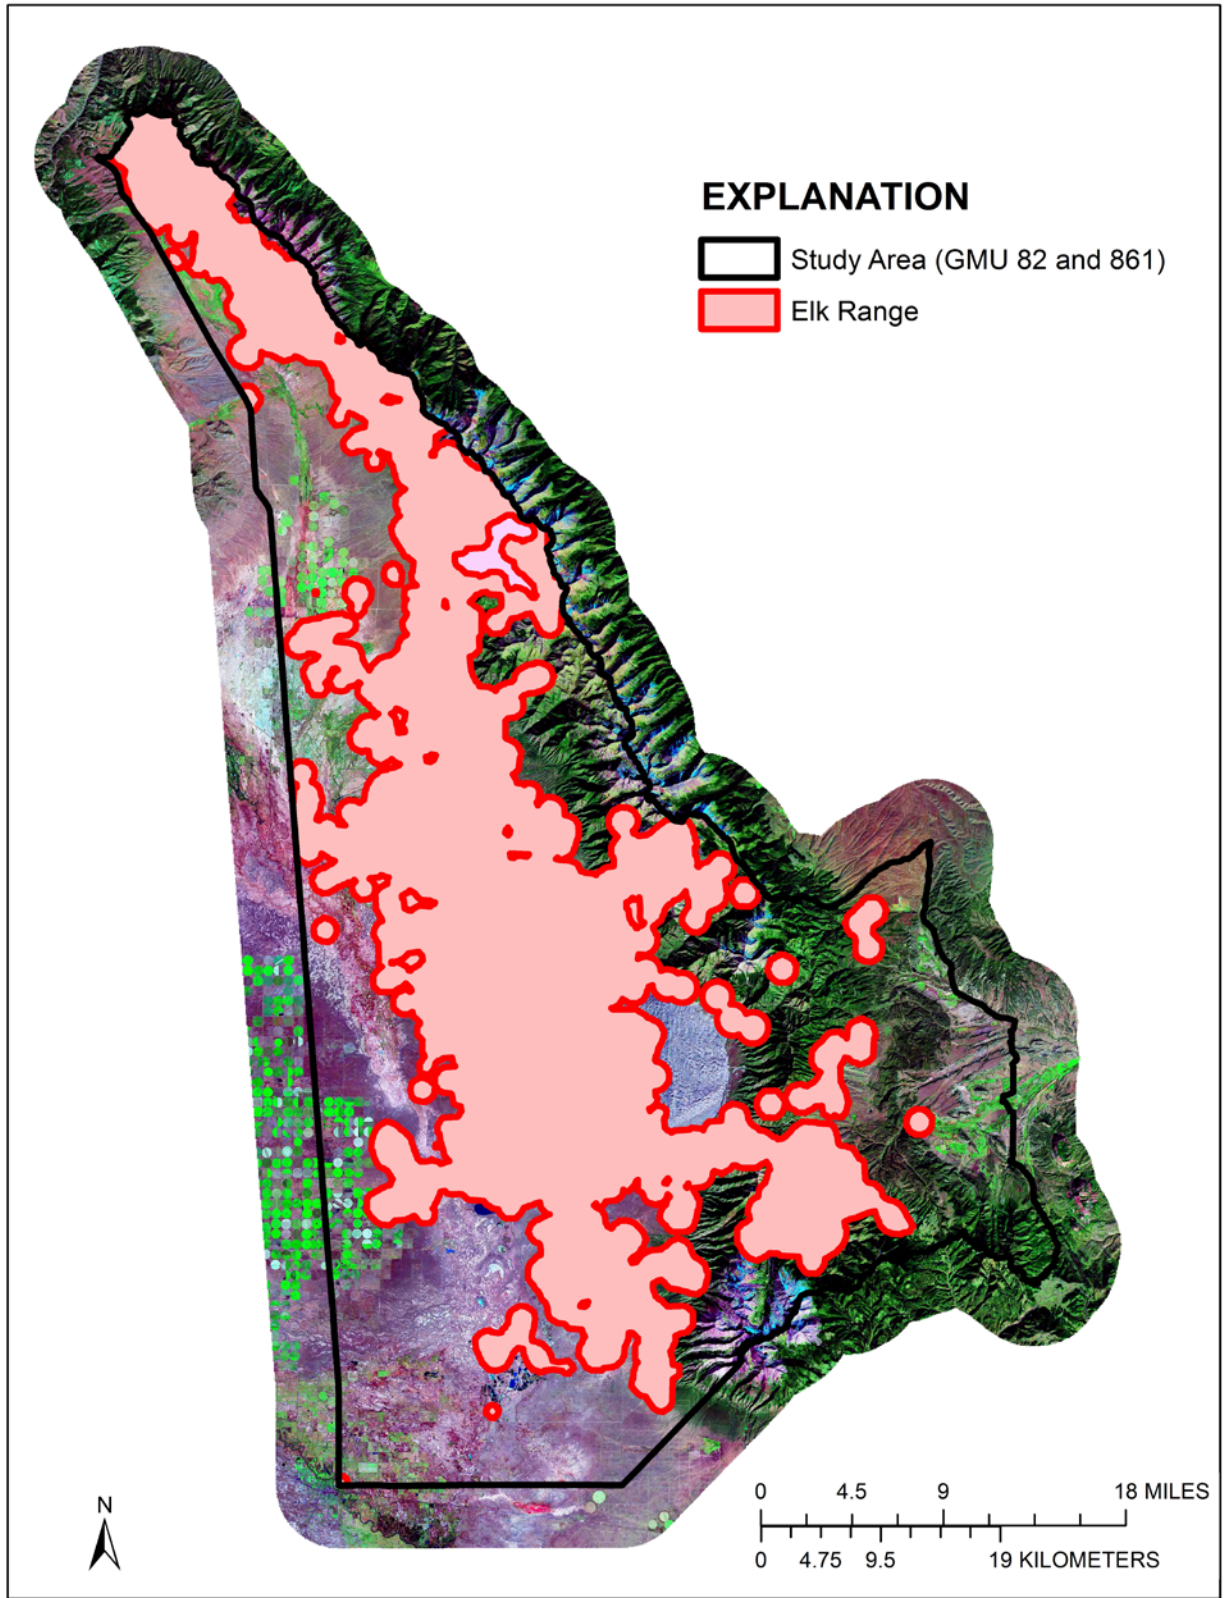 EXPLANATION
Study Area (GMU 82 and 861)
Elk Range
N
0 4.5 9 18 MILES
0 4.75 9.5 19 KILOMETERS